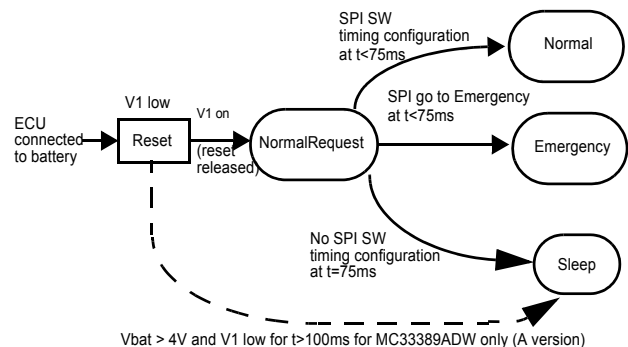 SPI SW
timing configuration
at t<75ms
Normal
V1 low
V1 on
SPI go to Emergency
at t<75ms
ECU
connected
to battery
Reset
(reset
released)
NormalRequest
Emergency
No SPI SW
timing configuration
at t=75ms
Sleep
Vbat > 4V and V1 low for t>100ms for MC33389ADW only (A version)